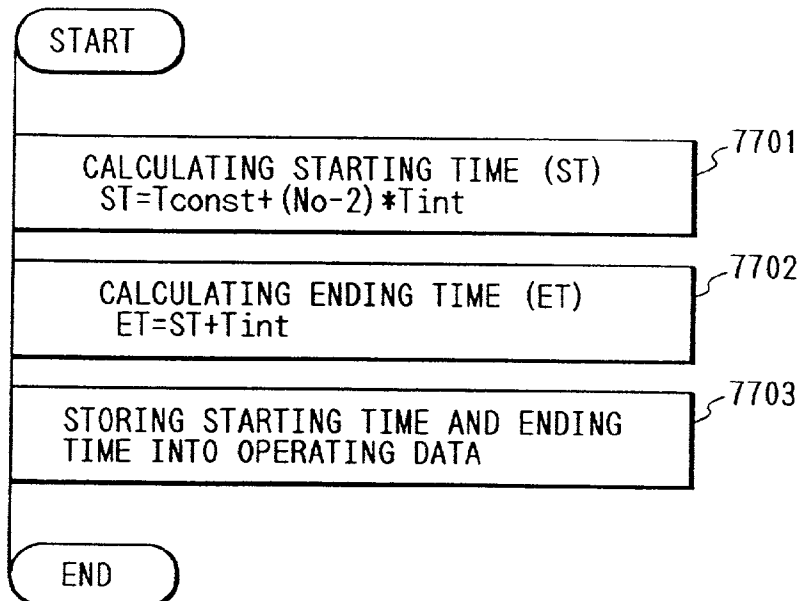 START
7701
CALCULATING STARTING TIME (ST)
ST=Tconst+(No-2)*Tint
7702
CALCULATING ENDING TIME (ET)
ET=ST+Tint
7703
STORING STARTING TIME AND ENDING
TIME INTO OPERATING DATA
END